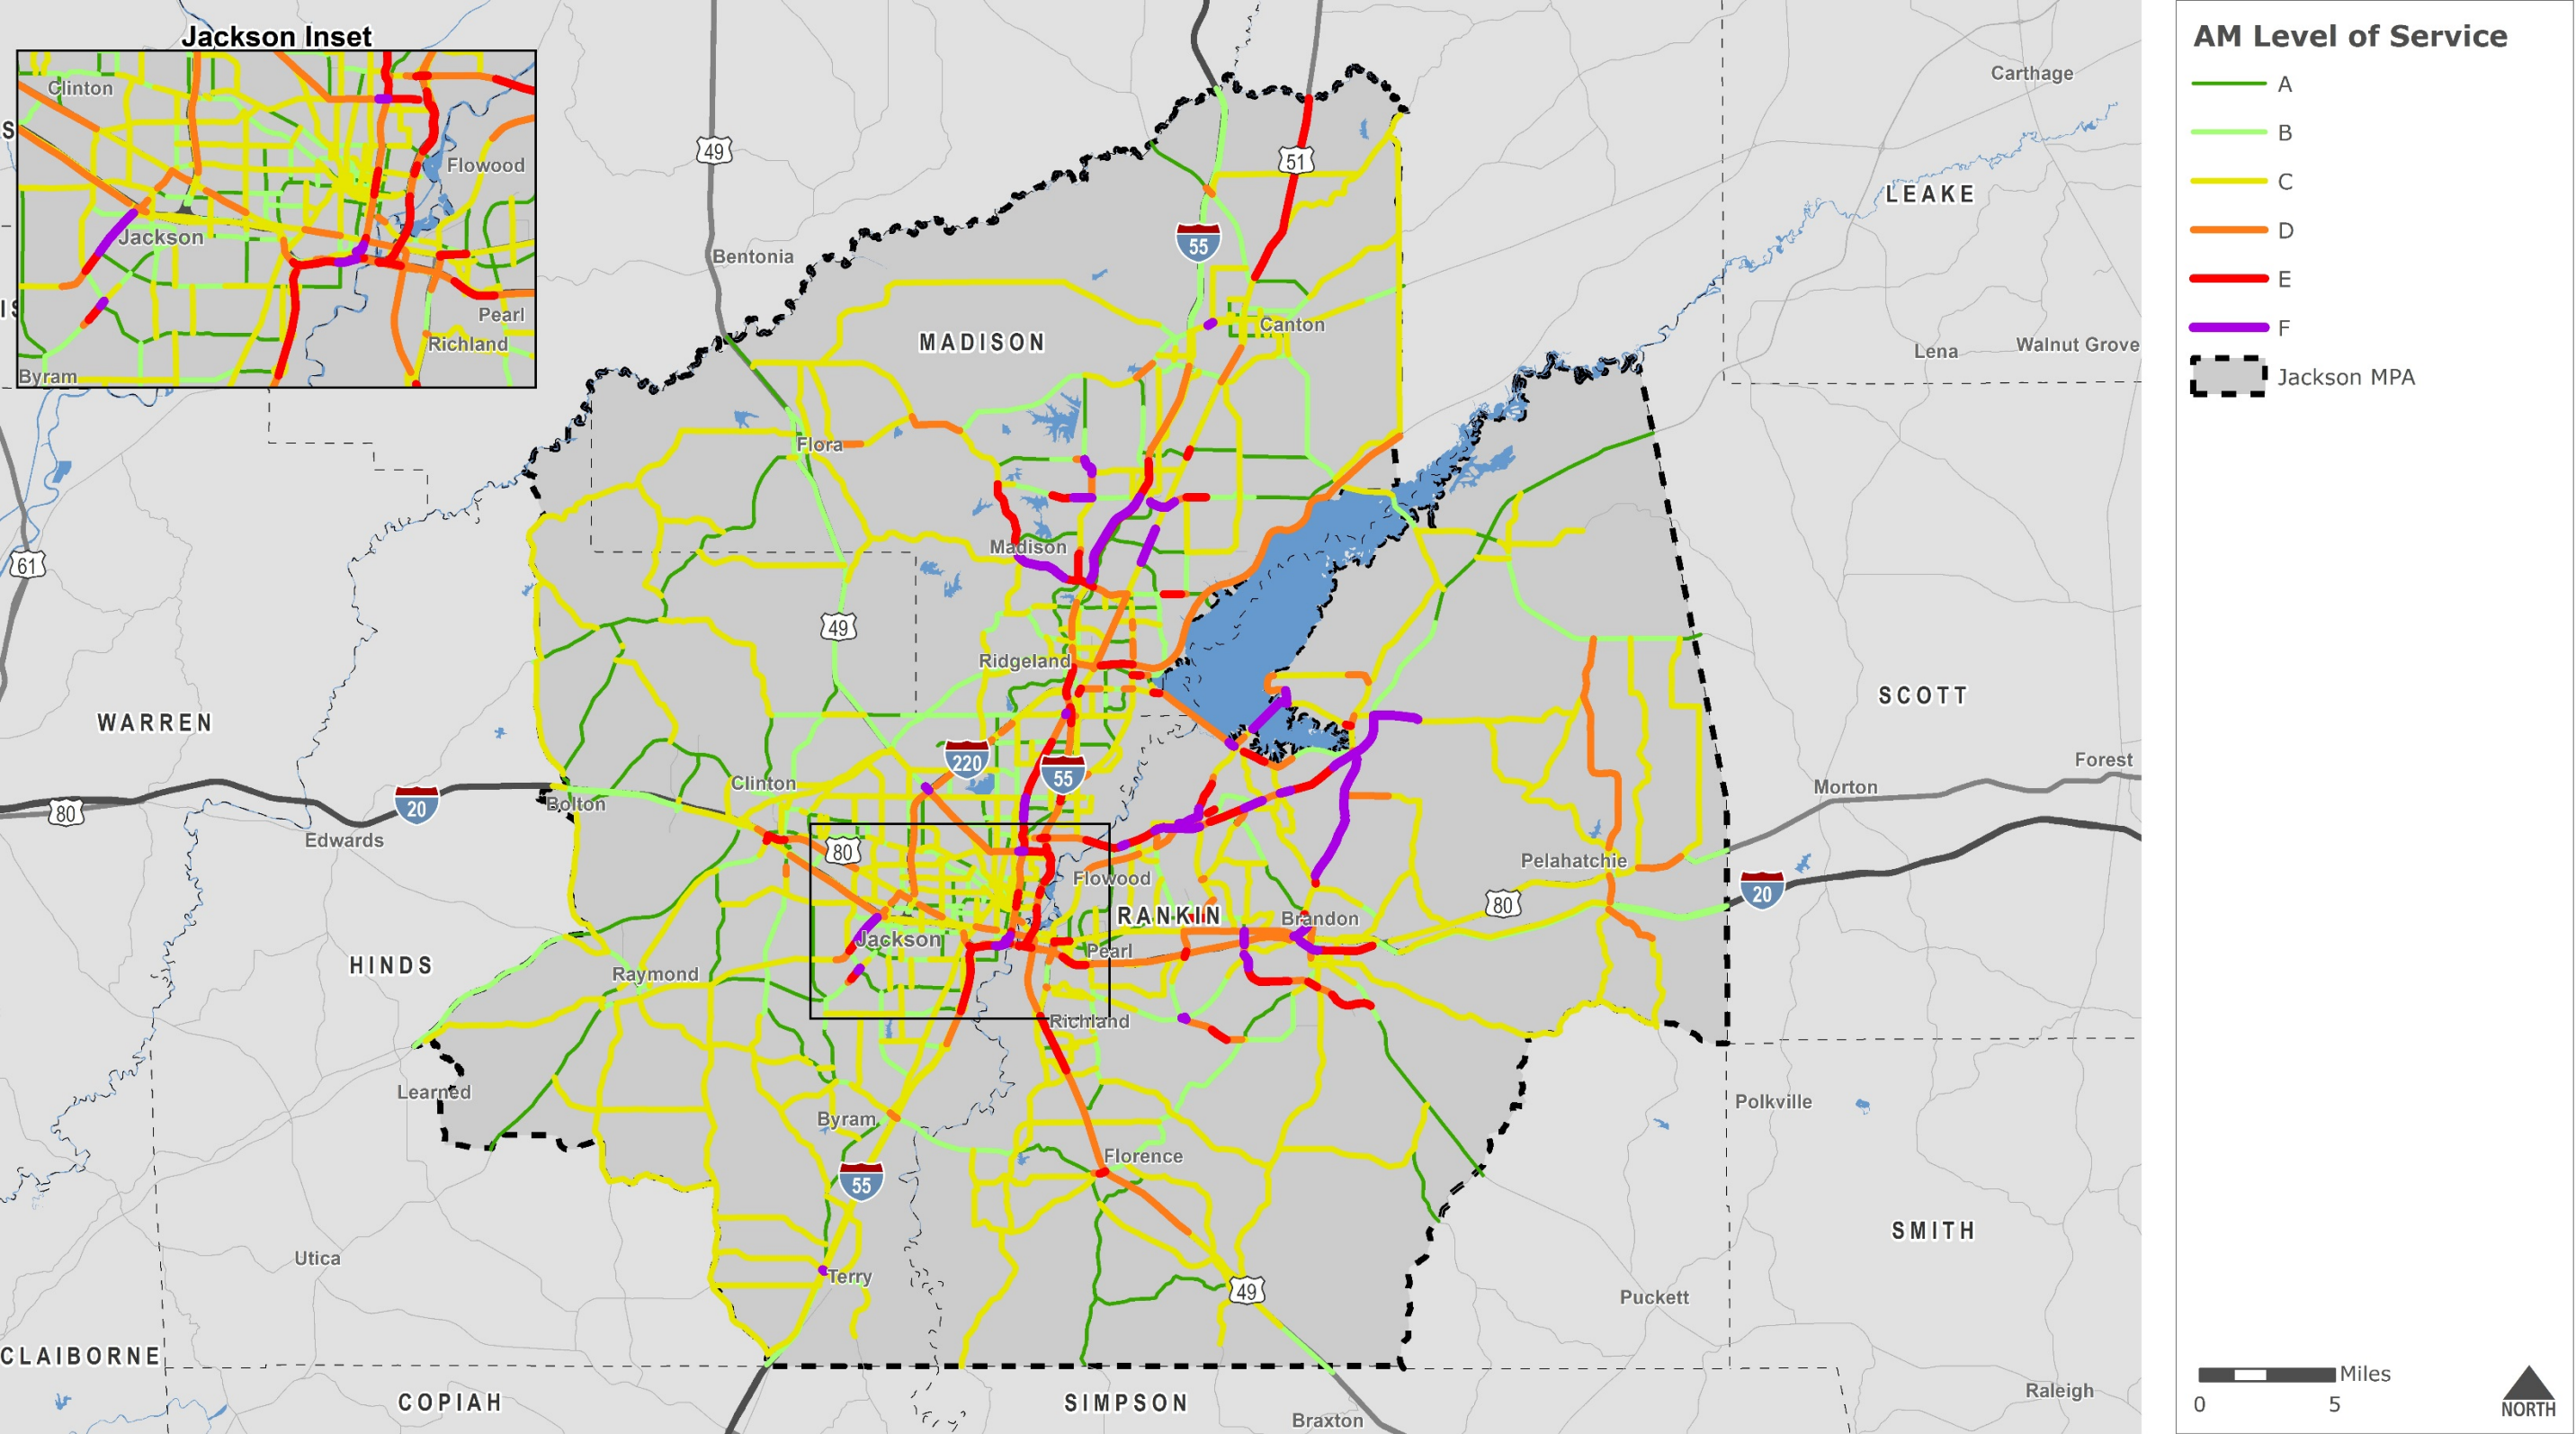 Jackson Inset
Clinton
Flowood
Jackson
Pearl
Richland
Byram
S
IS
49
51
Carthage
LEAKE
Bentonia
55
MADISON
Canton
Lena
Walnut Grove
Flora
61
Madison
49
Ridgeland
WARREN
SCOTT
220
55
Clinton
Forest
80
20
Bolton
Morton
Edwards
80
Pelahatchie
Flowood
20
80
RANKIN
Brandon
Jackson
Pearl
HINDS
Raymond
Richland
Learned
Polkville
Byram
Florence
55
SMITH
Utica
Terry
49
Puckett
CLAIBORNE
COPIAH
SIMPSON
Raleigh
Braxton
AM Level of Service
A
B
C
D
E
F
Jackson MPA
Miles
0 5
NORTH